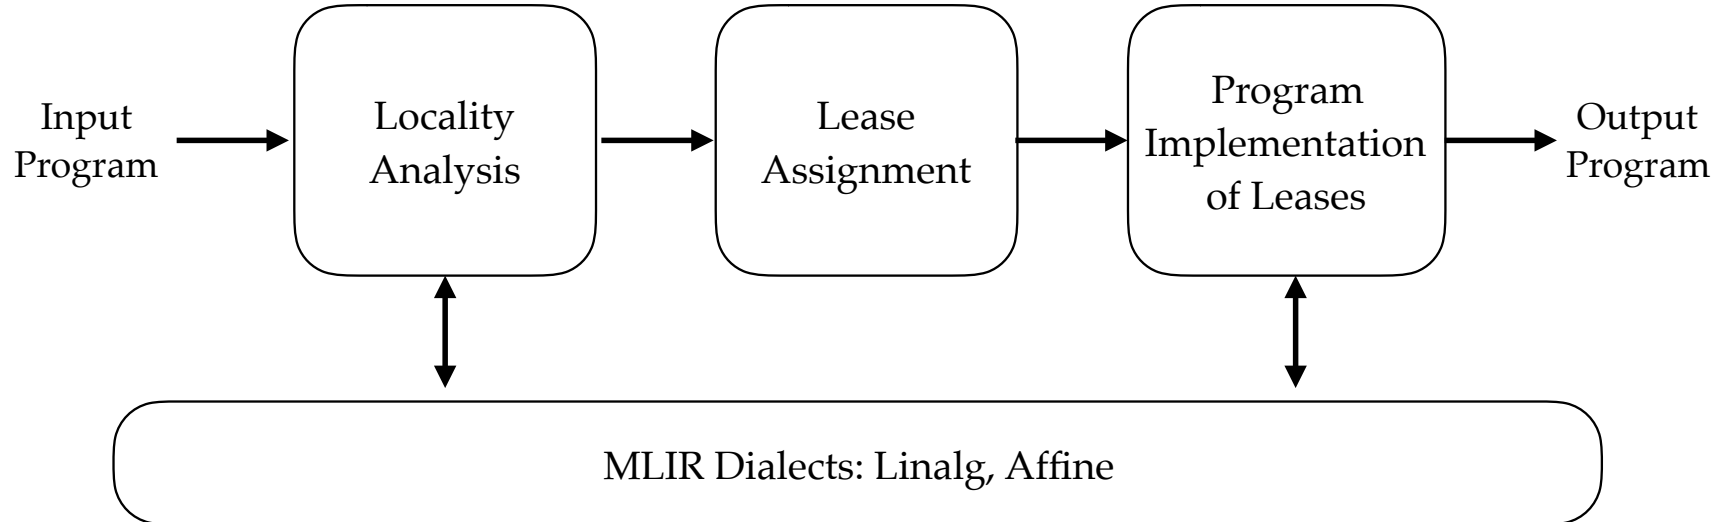 Input
Program
Locality
Analysis
Lease
Assignment
Program
Implementation
of Leases
Output
Program
MLIR Dialects: Linalg, Affine